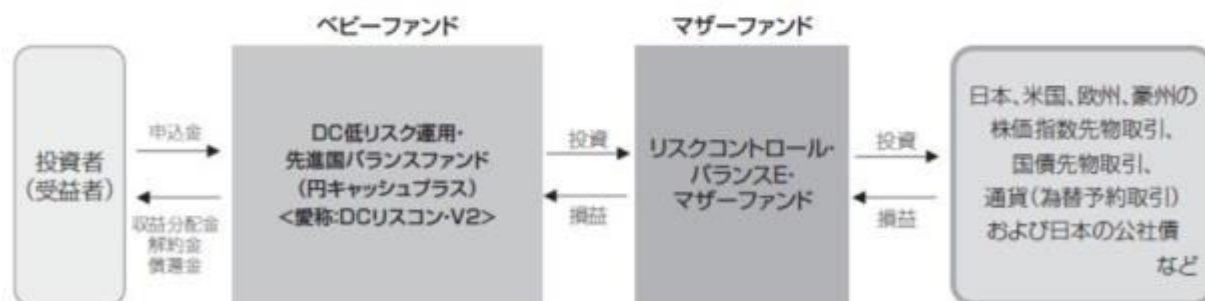 ベビーファンド
マザーファンド
投資者
(受益者)
申込金
収益分配金
解約金
償還金
DC低リスク運用・
先進国バランスファンド
(円キャッシュプラス)
<愛称:DCリスコン・V2>
投資
損益
リスクコントロール・
バランスE・
マザーファンド
投資
損益
日本、米国、欧州、豪州の
株価指数先物取引、
国債先物取引、
通貨(為替予約取引)
および日本の公社債
など